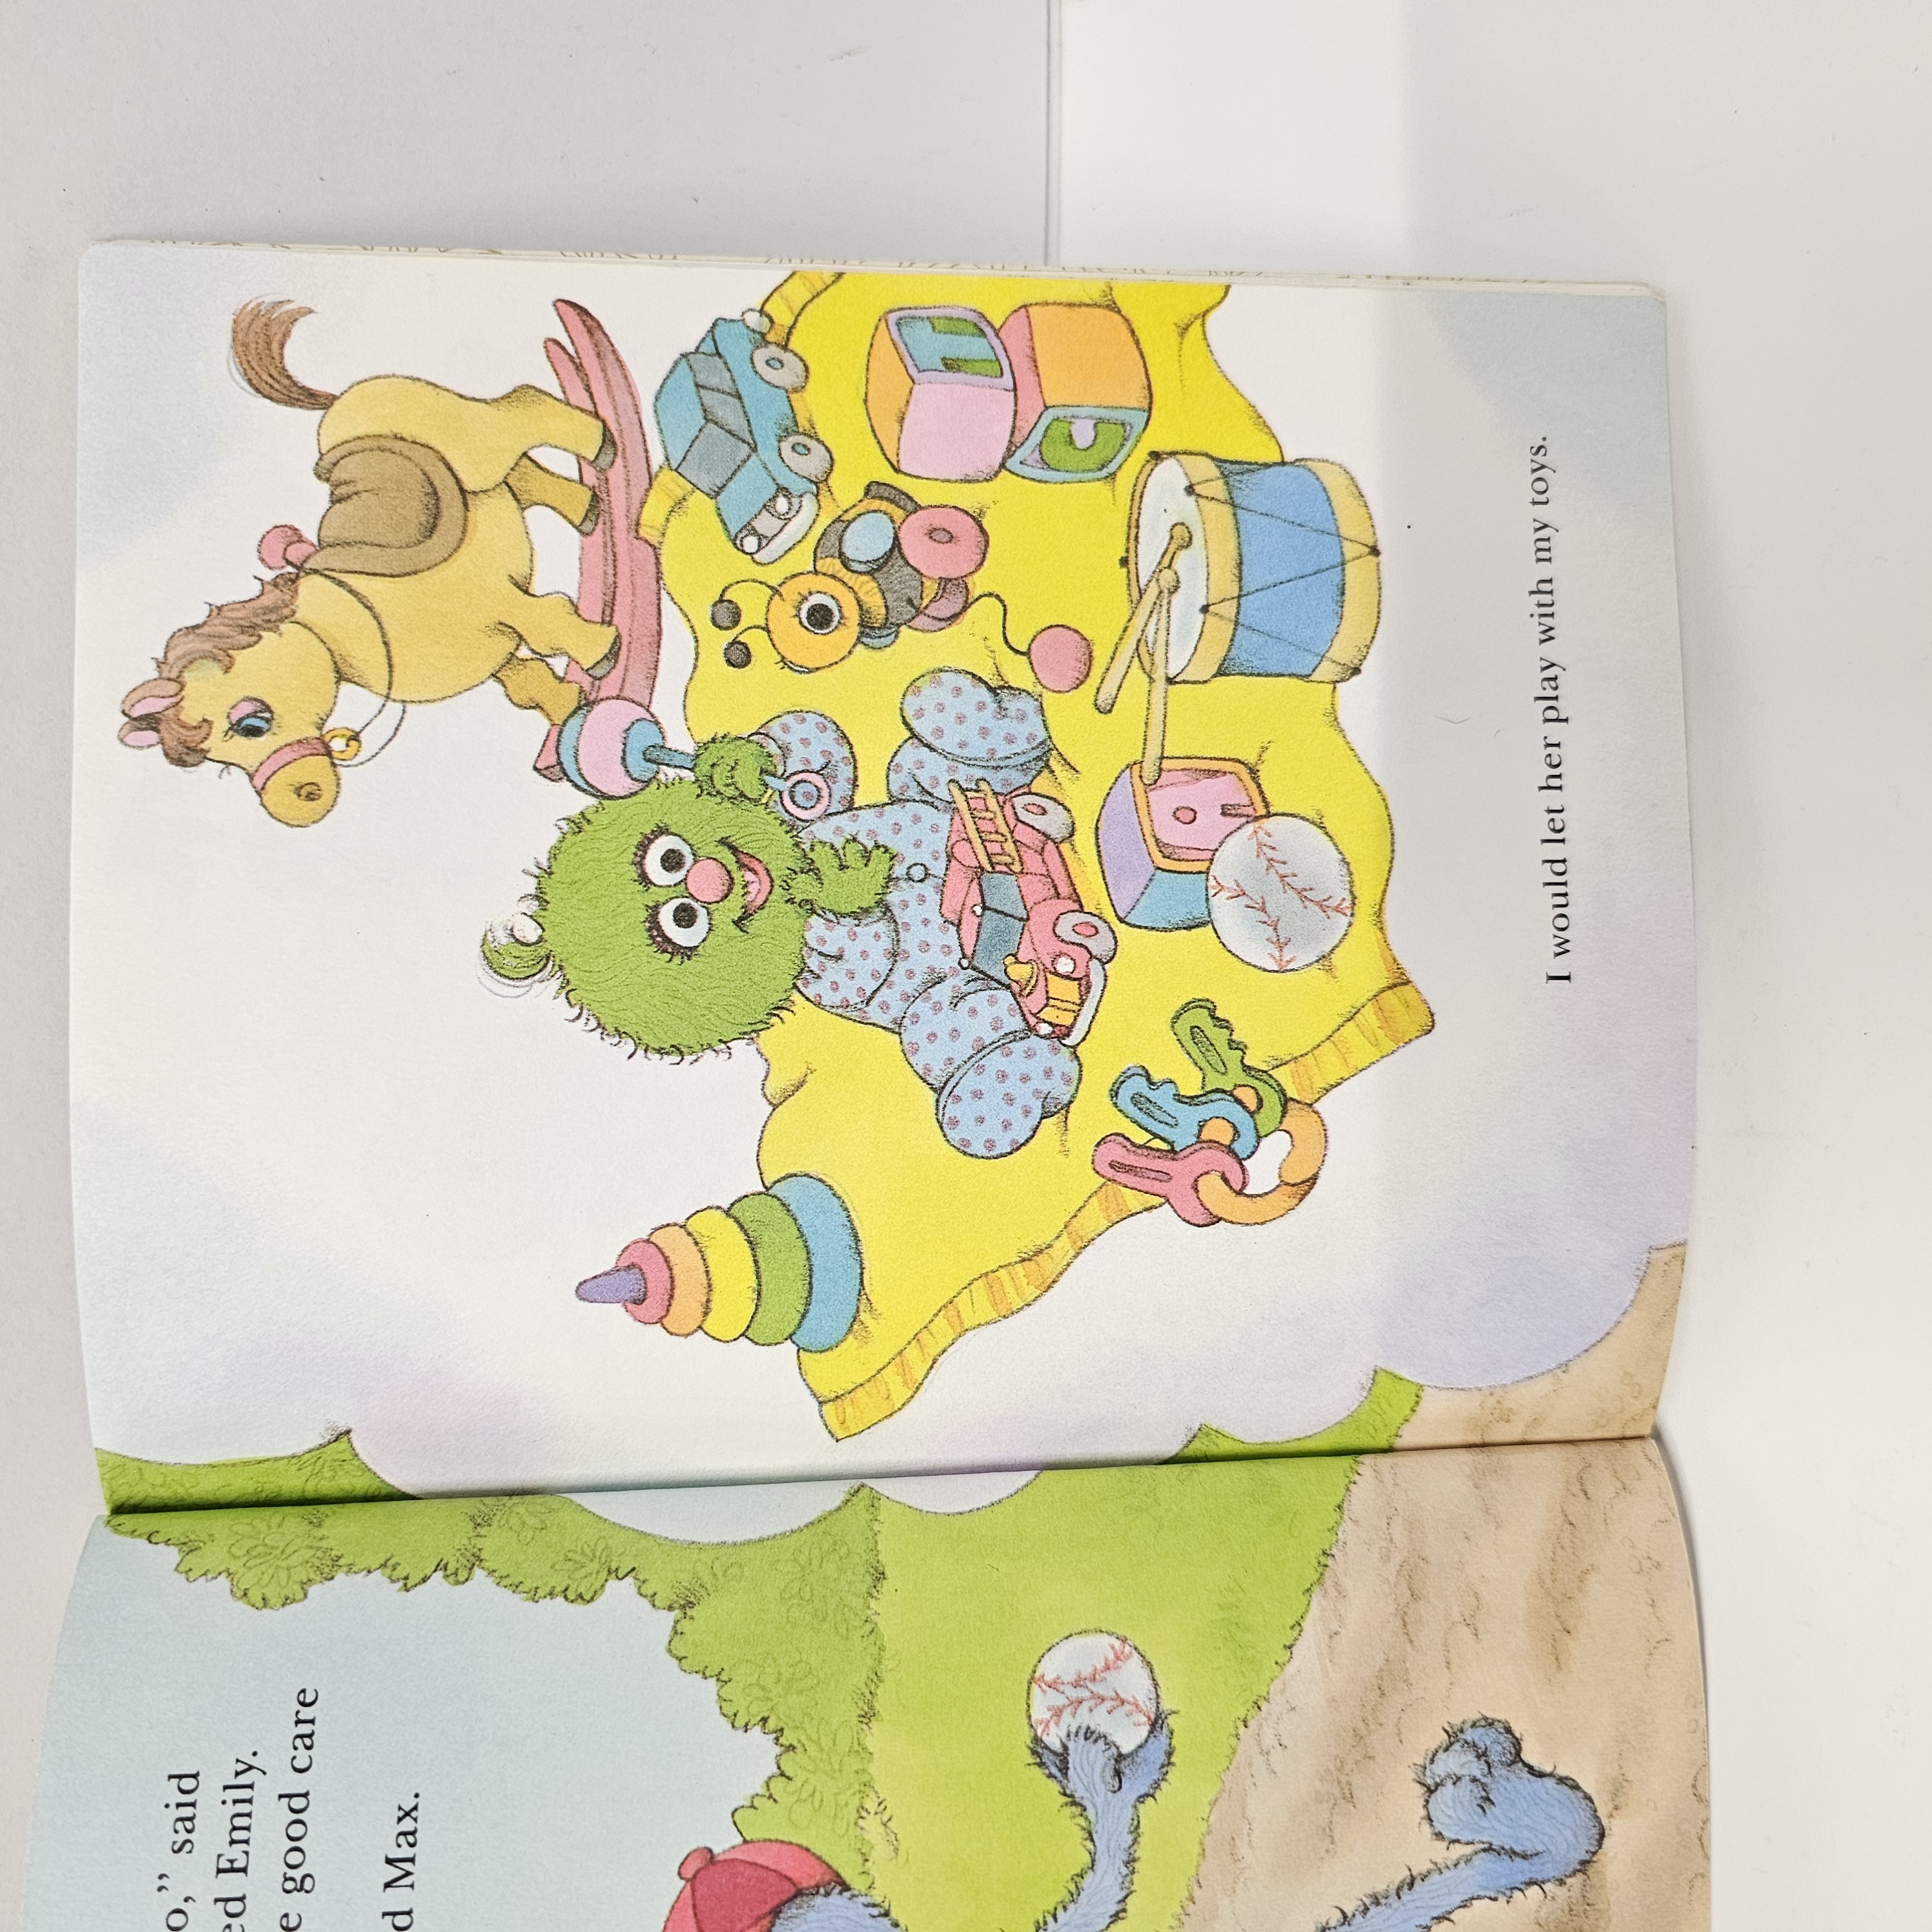 o,” said
ed Emily.
e good care
d Max.
T
C
A
I would let her play with my toys.